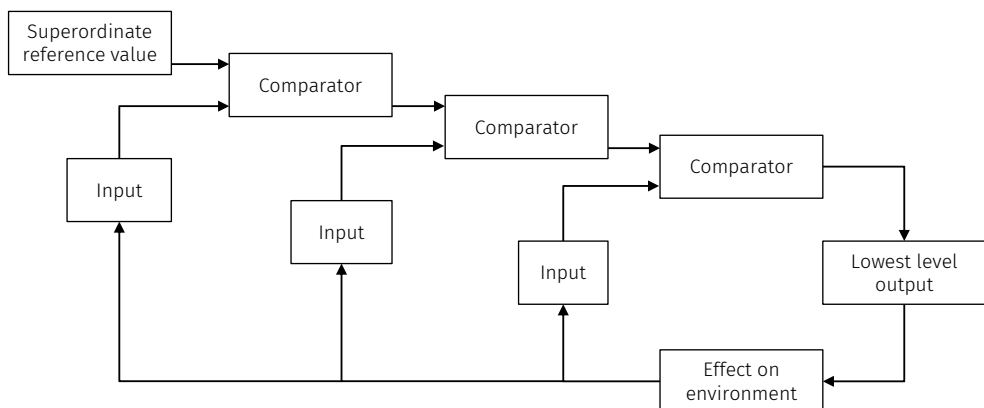 Superordinate
reference value
Comparator
Comparator
Comparator
Input
Input
Input
Lowest level
output
Effect on
environment